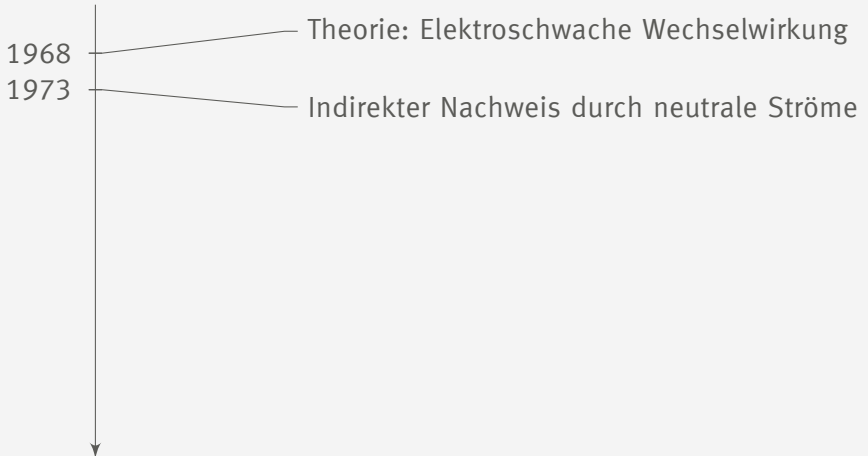 1968
Theorie: Elektroschwache Wechselwirkung
1973
Indirekter Nachweis durch neutrale Ströme